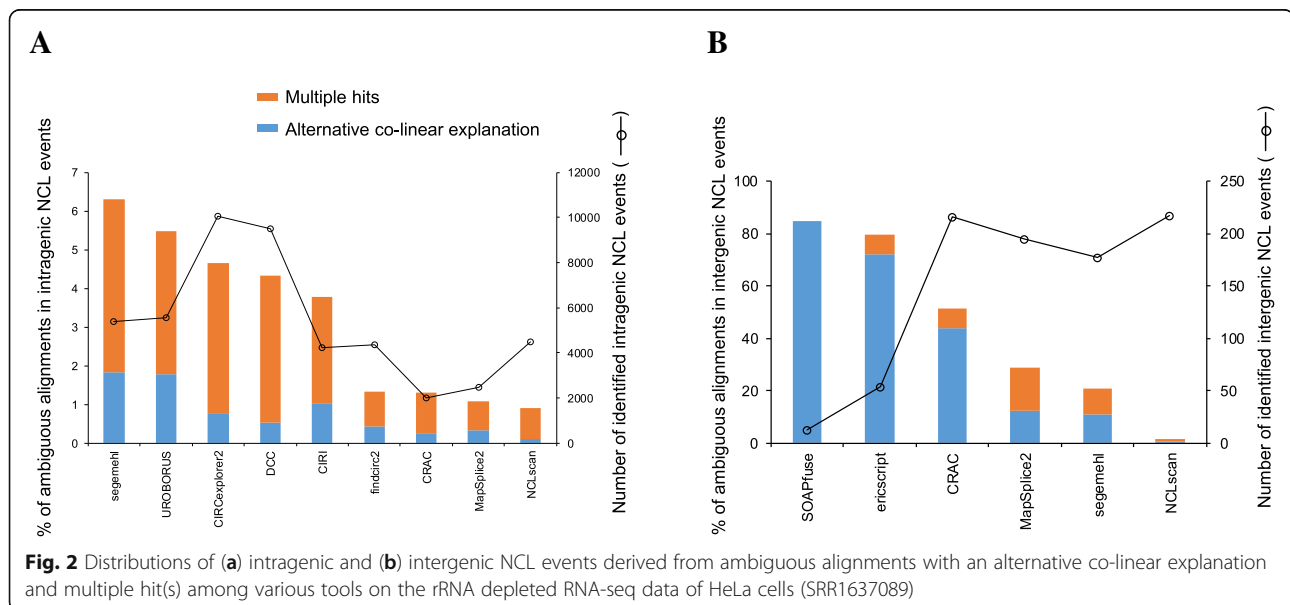 A
B
Multiple hits
Alternative co-linear explanation
% of ambiguous alignments in intragenic NCL events
7
6
5
4
3
2
1
0
12000
10000
8000
6000
4000
2000
0
Number of identified intragenic NCL events ( )
segemehl
UROBORUS
CIRCexplorer2
DCC
CIRI
findcirc2
CRAC
MapSplice2
NCLscan
% of ambiguous alignments in intergenic NCL events
100
80
60
40
20
0
250
200
150
100
50
0
Number of identified intergenic NCL events ( )
SOAPfuse
ericscript
CRAC
MapSplice2
segemehl
NCLscan
Fig. 2 Distributions of (a) intragenic and (b) intergenic NCL events derived from ambiguous alignments with an alternative co-linear explanation
and multiple hit(s) among various tools on the rRNA depleted RNA-seq data of HeLa cells (SRR1637089)